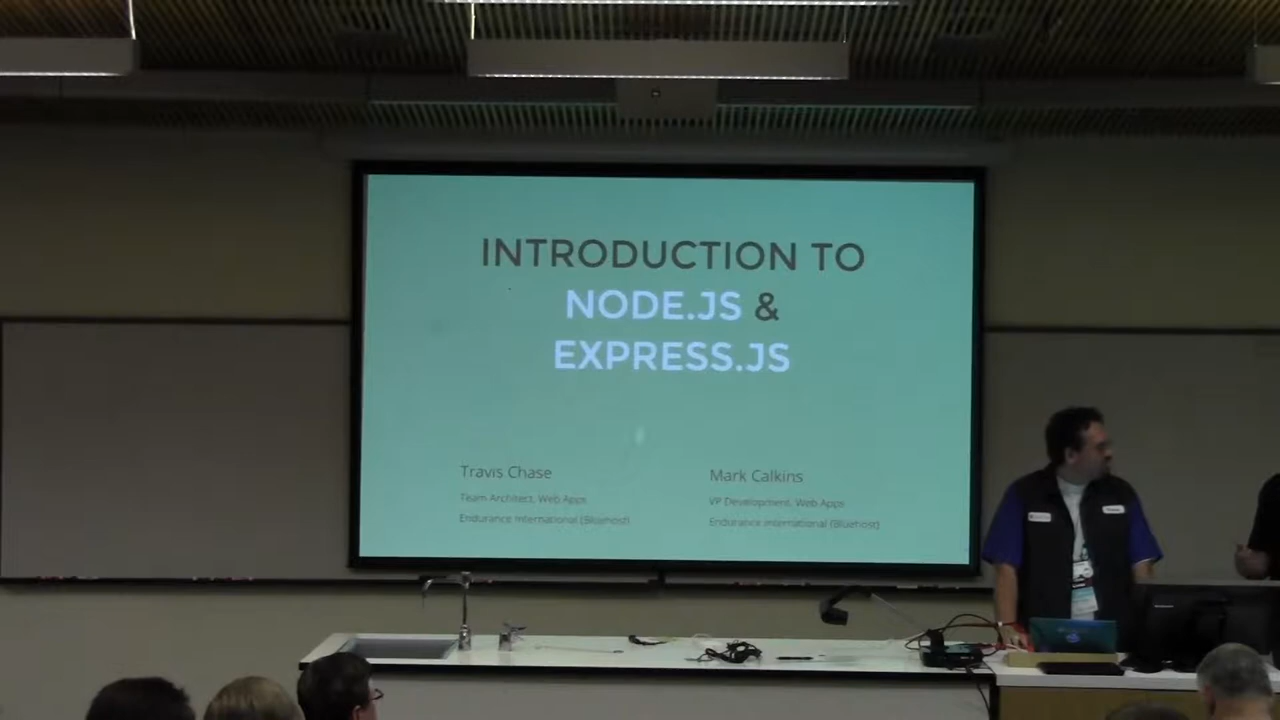 INTRODUCTION TO
NODE.JS &
EXPRESS.JS
Travis Chase
Team Architect, Web Apps
Endurance International (Bluehost)
Mark Calkins
VP Development, Web Apps
Endurance International (Bluehost)